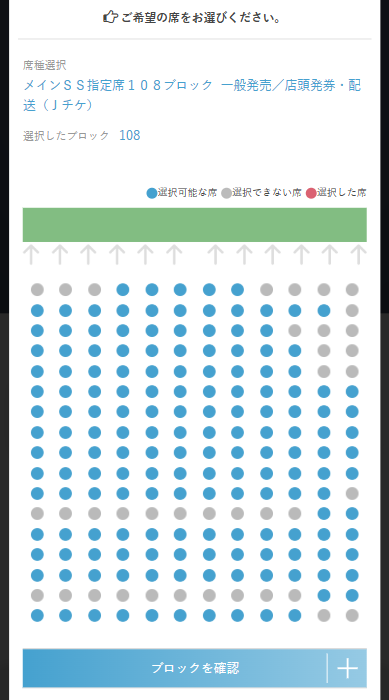 ご希望の席をお選びください。
席種選択
メインＳＳ指定席１０８ブロック 一般発売／店頭発券・配
送（Ｊチケ）
選択したブロック 108
選択可能な席 選択できない席 選択した席
ブロックを確認